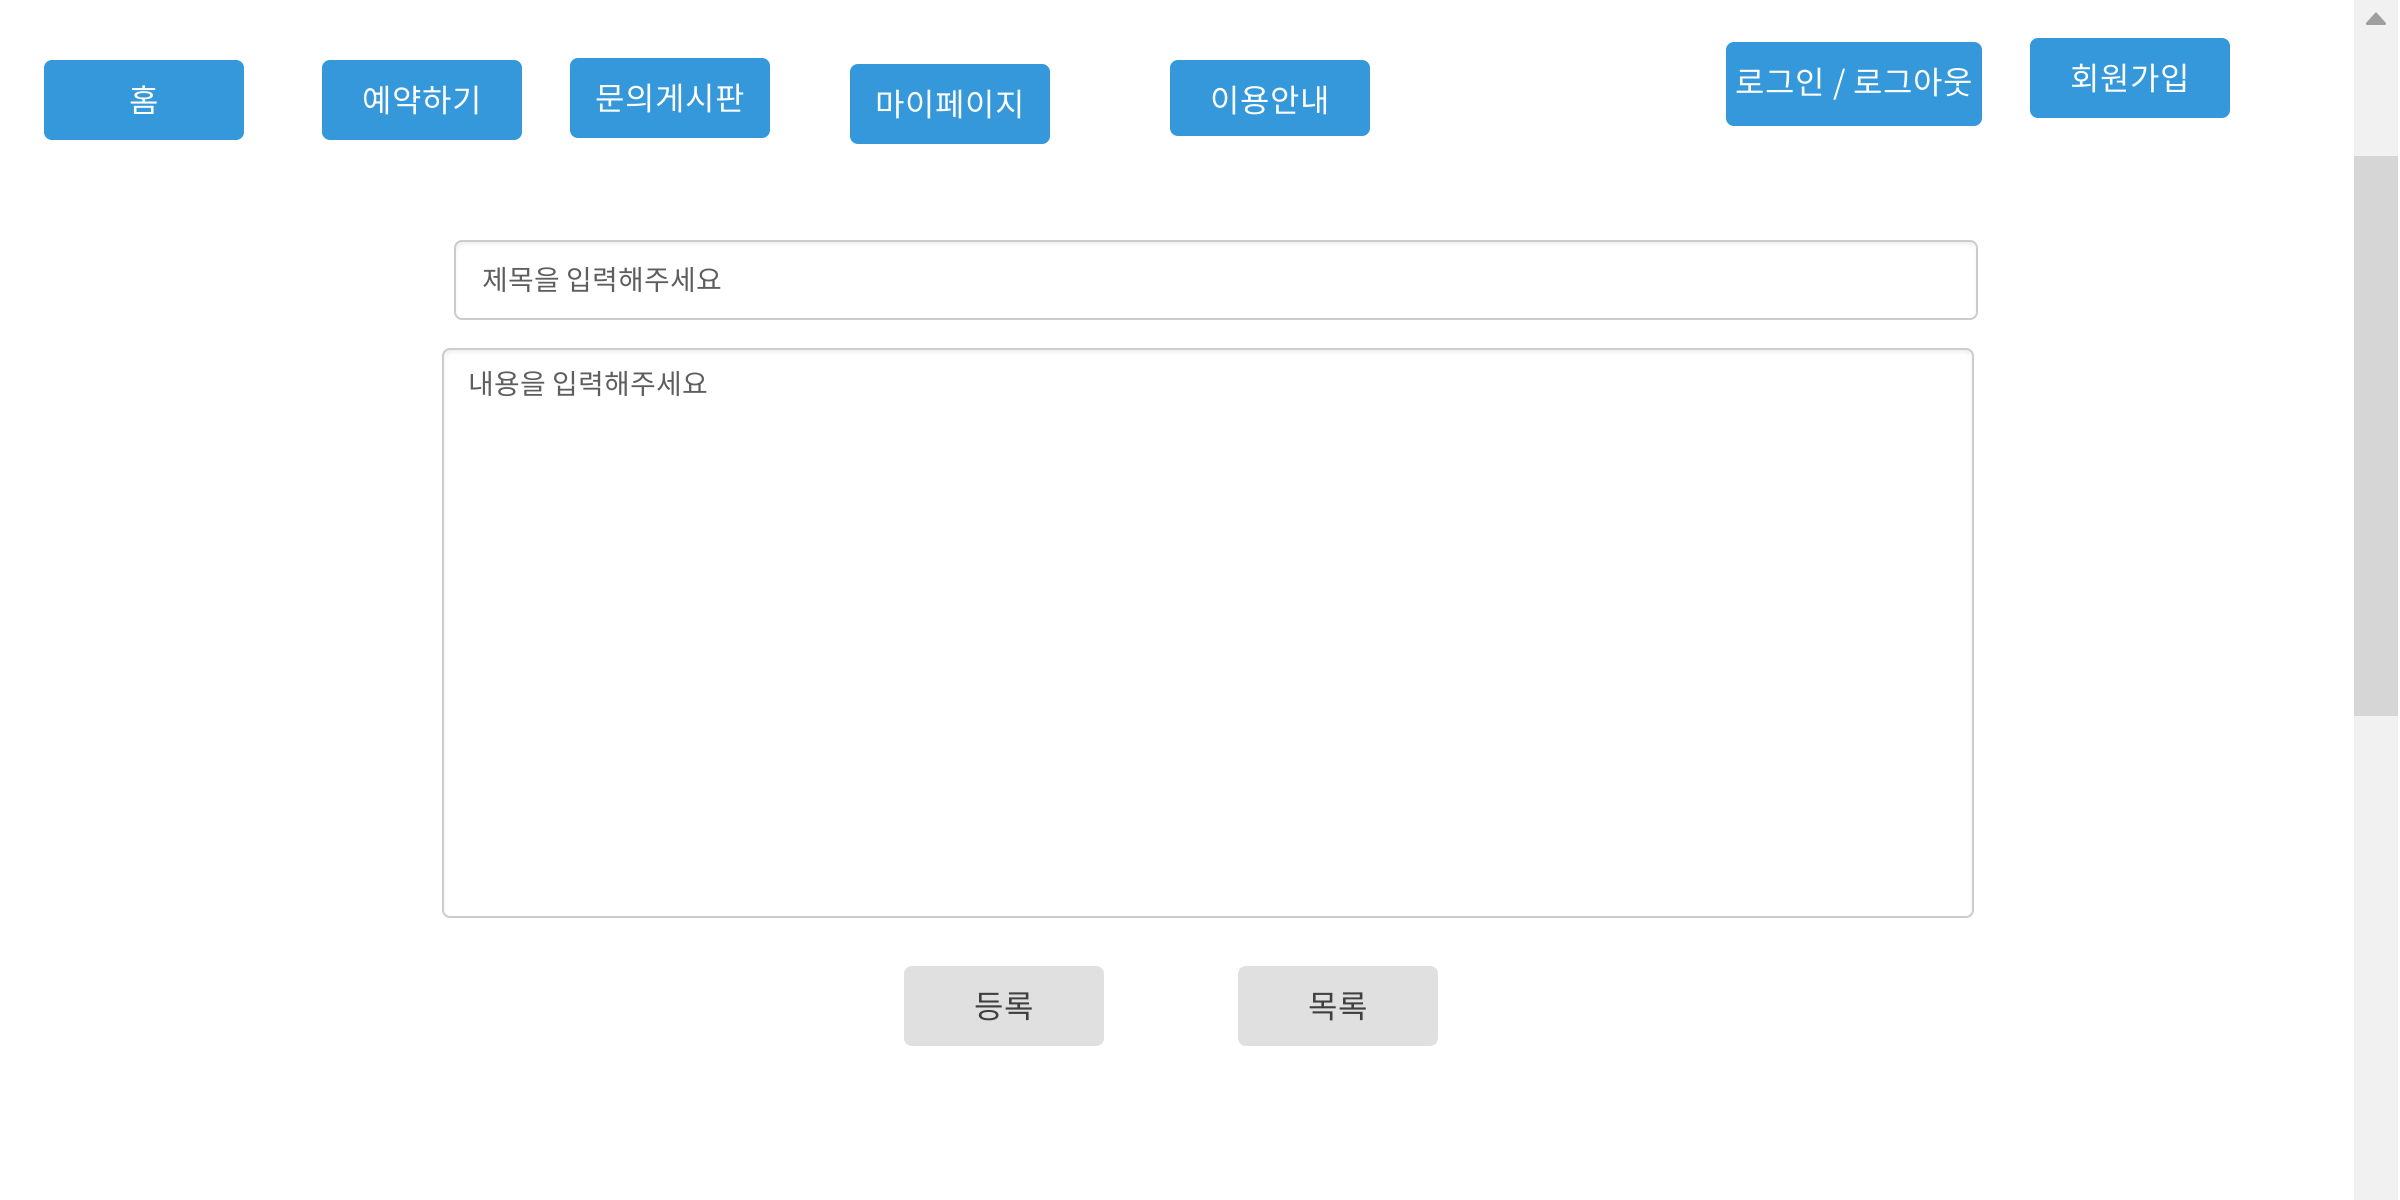 홈
예약하기
문의게시판
마이페이지
이용안내
로그인 / 로그아웃
회원가입
제목을 입력해주세요
내용을 입력해주세요
등록
목록